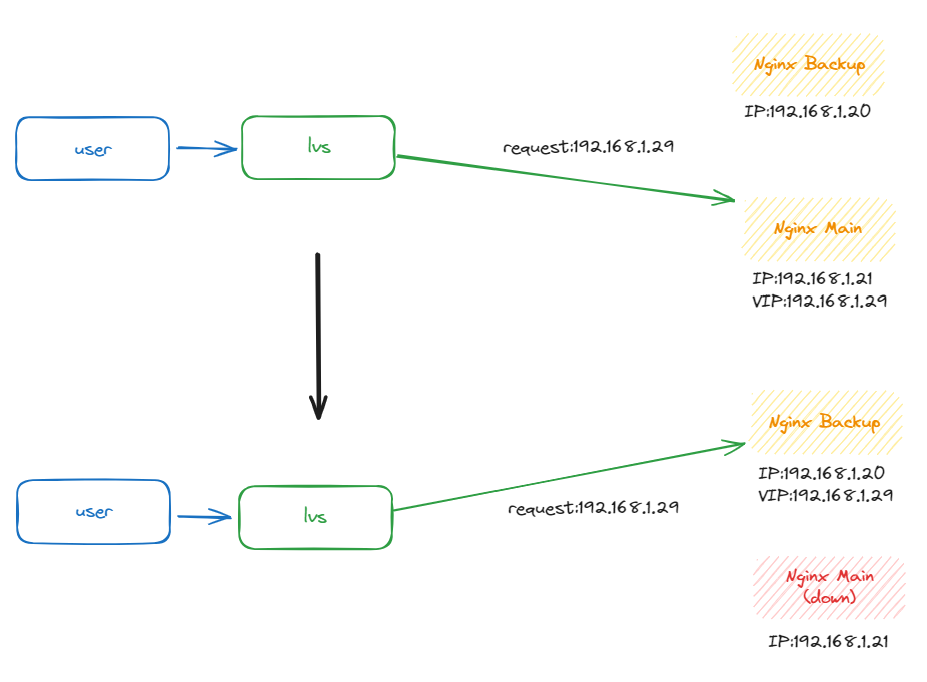 Nginx Backup
IP:192.168.1.20
user
lvs
request:192.168.1.29
Nginx Main
IP:192.168.1.21
VIP:192.168.1.29
Nginx Backup
IP:192.168.1.20
VIP:192.168.1.29
user
lvs
request:192.168.1.29
Nginx Main
(down)
IP:192.168.1.21